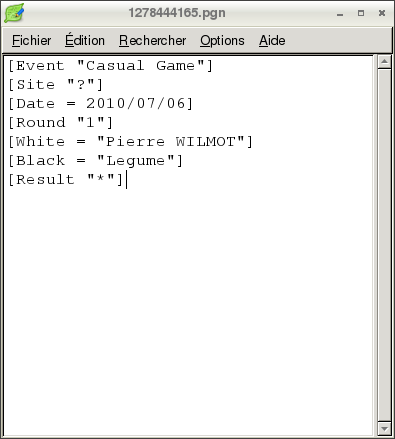 1278444165.pgn
Fichier Édition Rechercher Options Aide
[Event "Casual Game"]
[Site "?"]
[Date = 2010/07/06]
[Round "1"]
[White = "Pierre WILMOT"]
[Black = "Legume"]
[Result "*"]